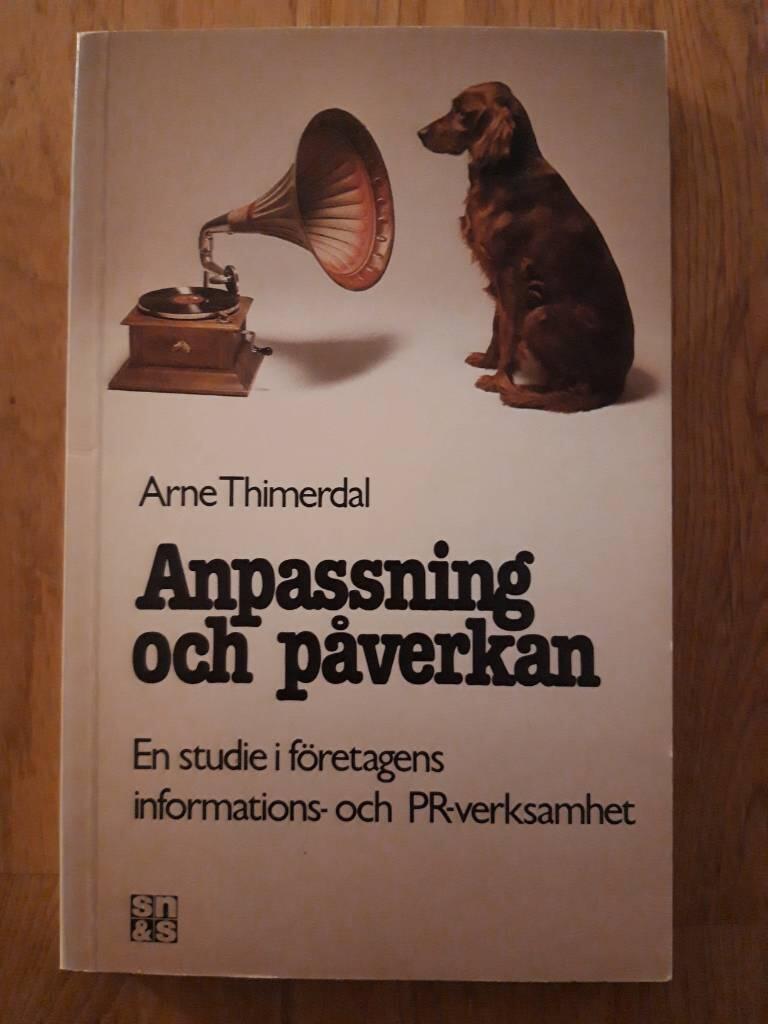 Arne Thimerdal
Anpassning
och påverkan
En studie i företagens
informations- och PR-verksamhet
sn
&s